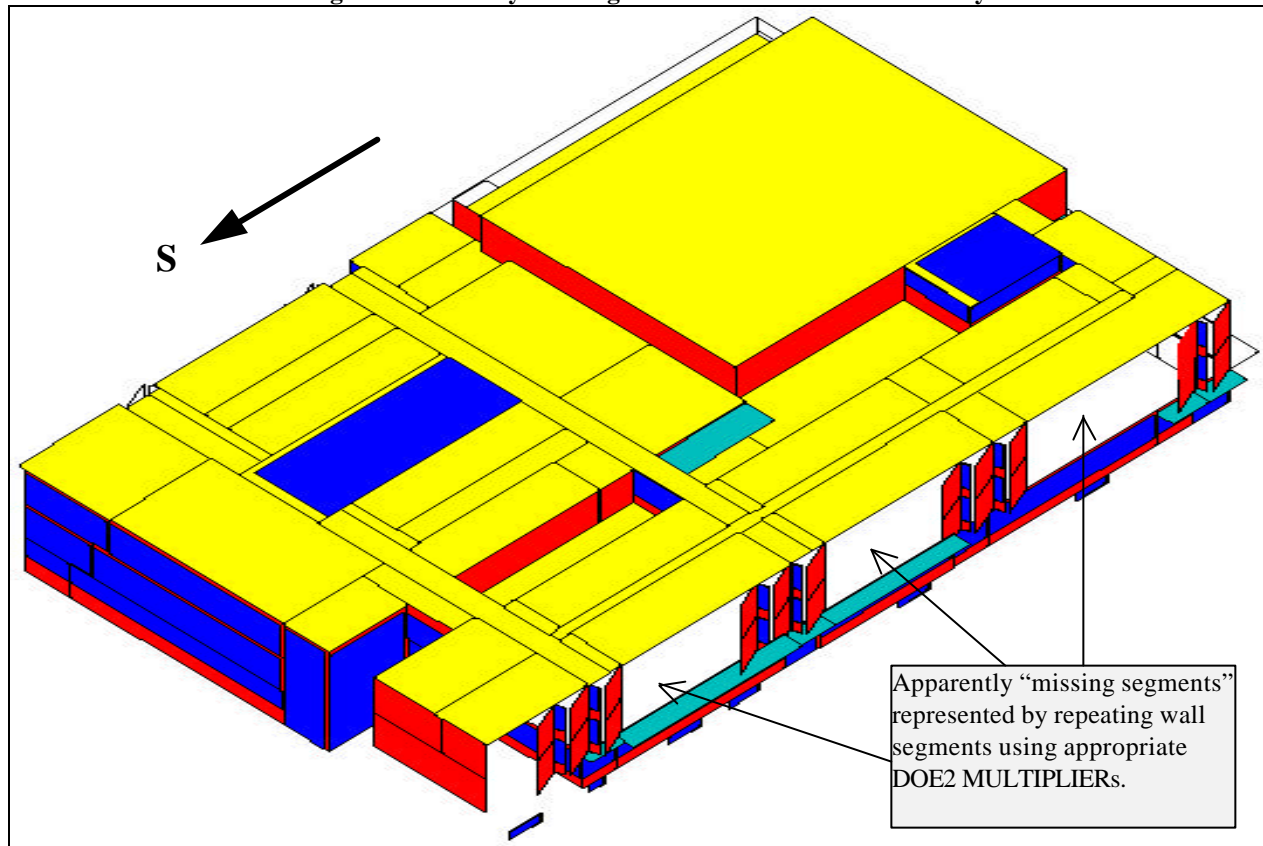 S
Apparently “missing segments”
represented by repeating wall
segments using appropriate
DOE2 MULTIPLIERs.